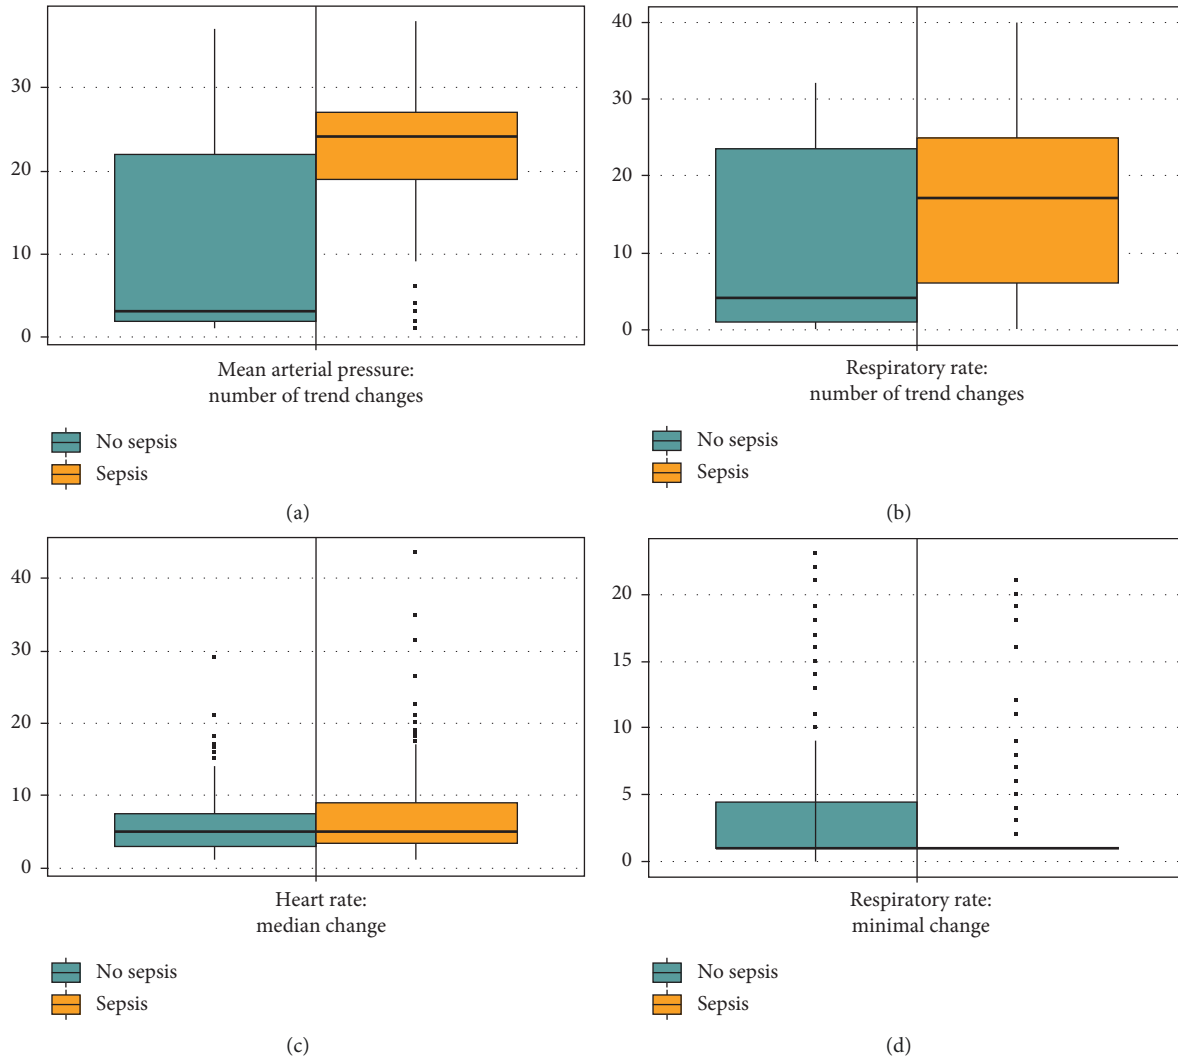 30
20
10
0
Mean arterial pressure:
number of trend changes
No sepsis
Sepsis
(a)
40
30
20
10
0
Respiratory rate:
number of trend changes
No sepsis
Sepsis
(b)
40
30
20
10
0
Heart rate:
median change
No sepsis
Sepsis
(c)
20
15
10
5
0
Respiratory rate:
minimal change
No sepsis
Sepsis
(d)